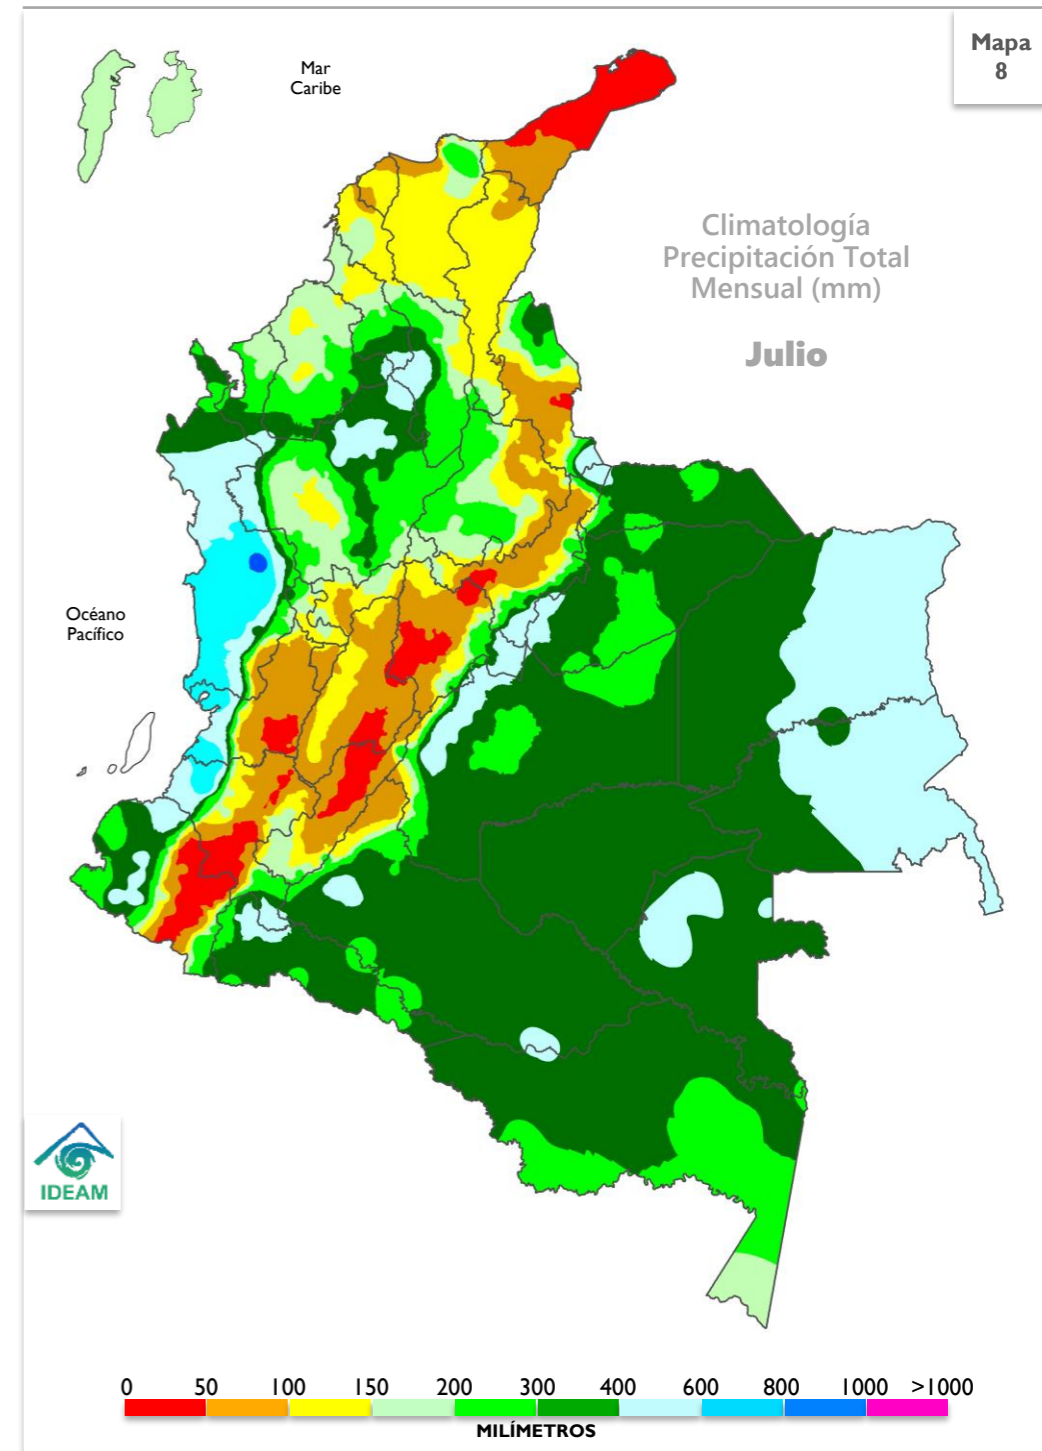 Mapa
8
Mar
Caribe
Climatología
Precipitación Total
Mensual (mm)
Julio
Océano
Pacífico
IDEAM
0 50 100 150 200 300 400 600 800 1000 >1000
MILÍMETROS